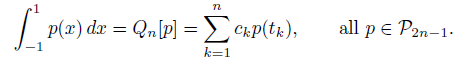 ∫_{-1}^{1} p(x) dx = Q_n[p] = ∑_{k=1}^{n} c_k p(t_k), all p ∈ 𝒫_{2n−1}.